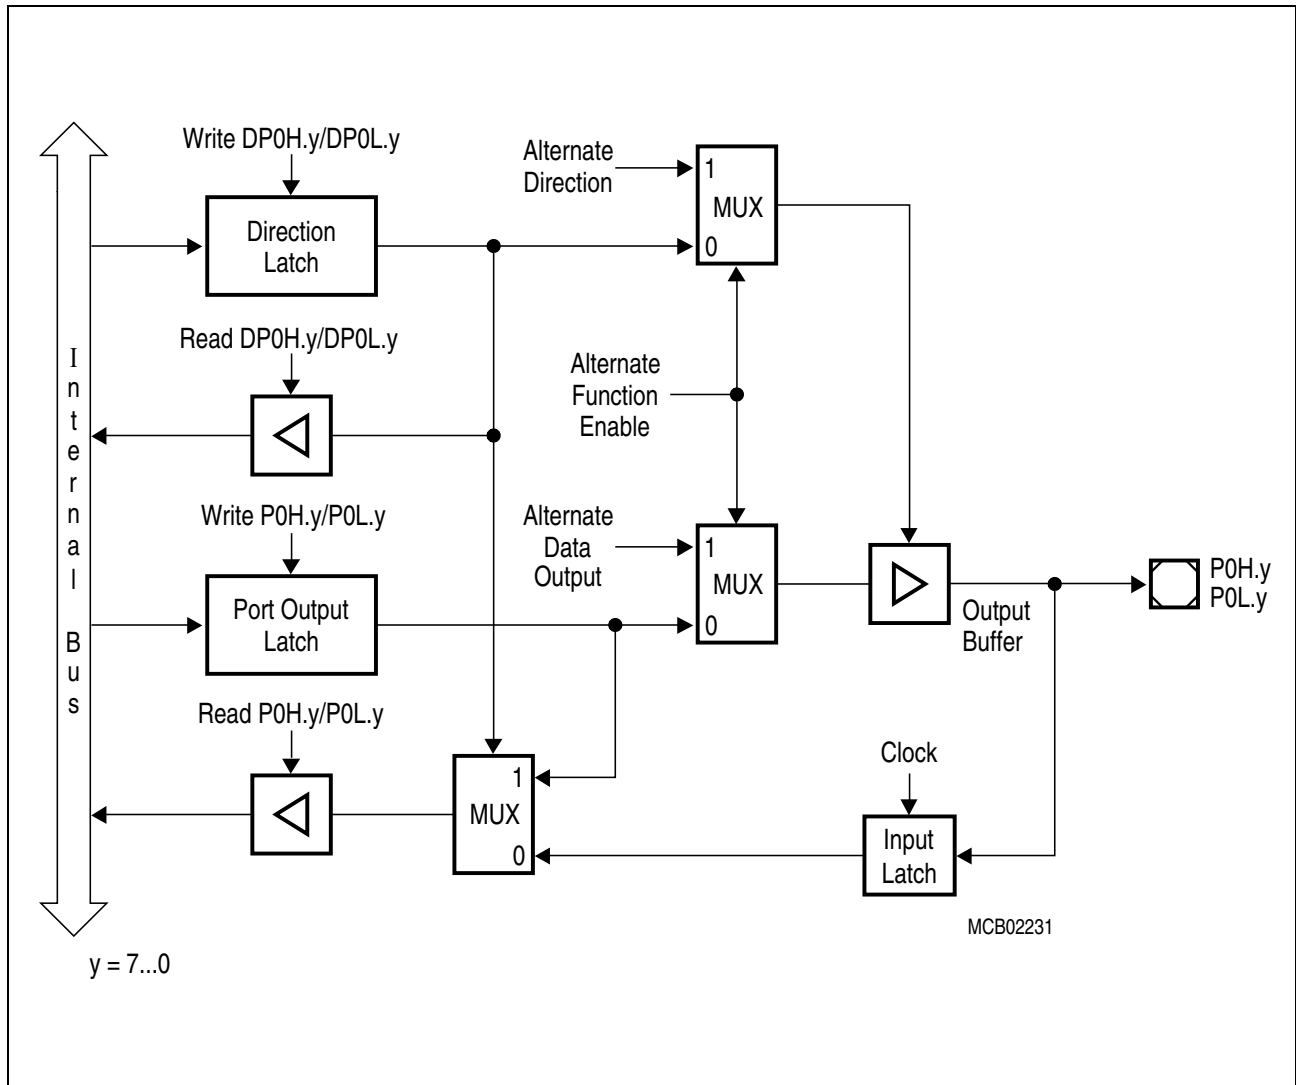 Write DP0H.y/DP0L.y
Alternate
Direction
1
MUX
0
Direction
Latch
Read DP0H.y/DP0L.y
Internal Bus
Alternate
Function
Enable
Write P0H.y/P0L.y
Alternate
Data
Output
1
MUX
0
Port Output
Latch
P0H.y
P0L.y
Output
Buffer
Read P0H.y/P0L.y
1
MUX
0
Clock
Input
Latch
MCB02231
y = 7...0